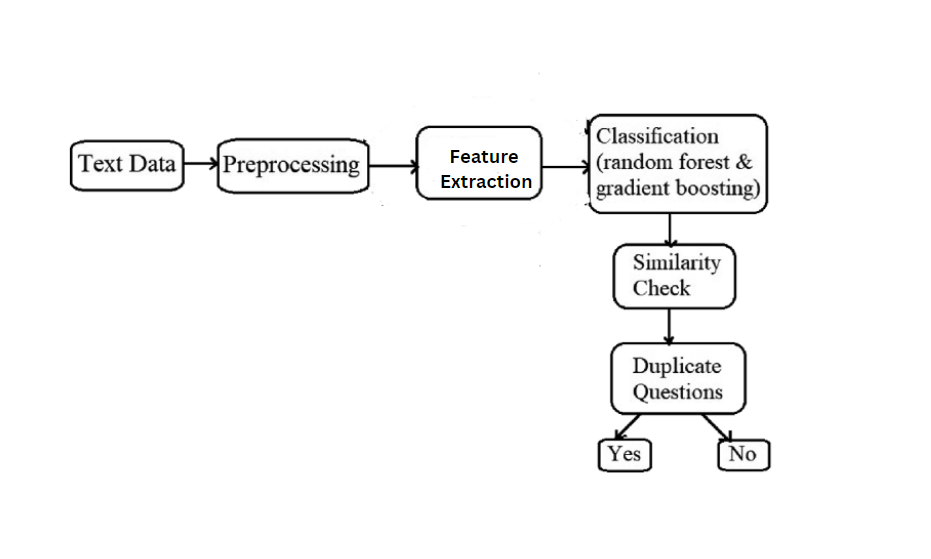 Text Data
Preprocessing
Feature
Extraction
Classification
(random forest &
gradient boosting)
Similarity
Check
Duplicate
Questions
Yes
No